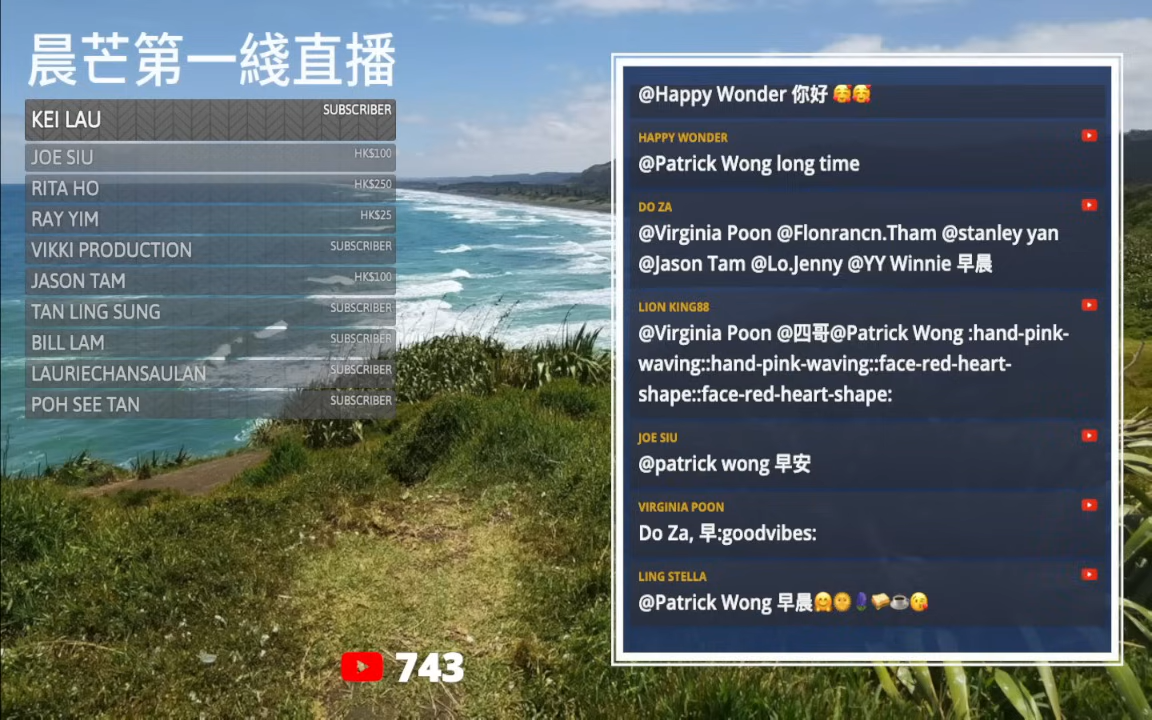 晨芒第一綫直播
KEI LAU SUBSCRIBER
JOE SIU HK$100
RITA HO HK$250
RAY YIM HK$25
VIKKI PRODUCTION SUBSCRIBER
JASON TAM HK$100
TAN LING SUNG SUBSCRIBER
BILL LAM SUBSCRIBER
LAURIECHANSAULAN SUBSCRIBER
POH SEE TAN SUBSCRIBER
743
@Happy Wonder 你好 🥰🥰
HAPPY WONDER
@Patrick Wong long time
DO ZA
@Virginia Poon @Flonrancn.Tham @stanley yan
@Jason Tam @Lo.Jenny @YY Winnie 早晨
LION KING88
@Virginia Poon @四哥@Patrick Wong :hand-pink-
waving::hand-pink-waving::face-red-heart-
shape::face-red-heart-shape:
JOE SIU
@patrick wong 早安
VIRGINIA POON
Do Za, 早:goodvibes:
LING STELLA
@Patrick Wong 早晨🤗🌞🪻🥪☕😘